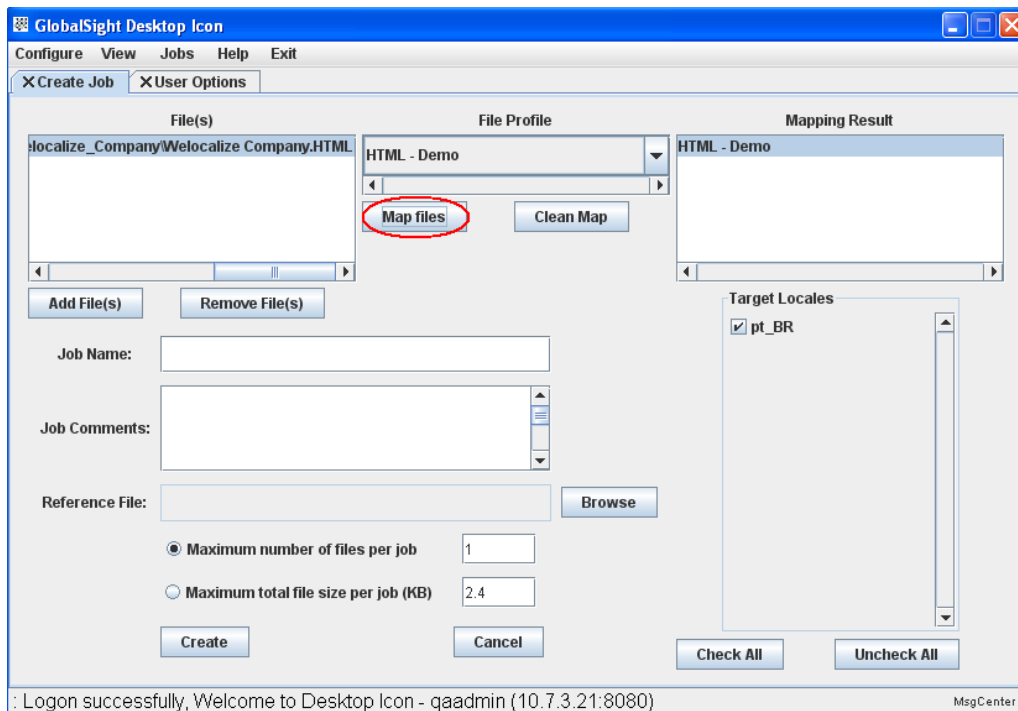 GlobalSight Desktop Icon
Configure View Jobs Help Exit
Create Job User Options
File(s) File Profile Mapping Result
elocalize_Company\Welocalize Company.HTML HTML - Demo HTML - Demo
Map files Clean Map
Add File(s) Remove File(s) Target Locales
pt_BR
Job Name:
Job Comments:
Reference File: Browse
Maximum number of files per job 1
Maximum total file size per job (KB) 2.4
Create Cancel Check All Uncheck All
: Logon successfully, Welcome to Desktop Icon - qaadmin (10.7.3.21:8080) MsgCenter